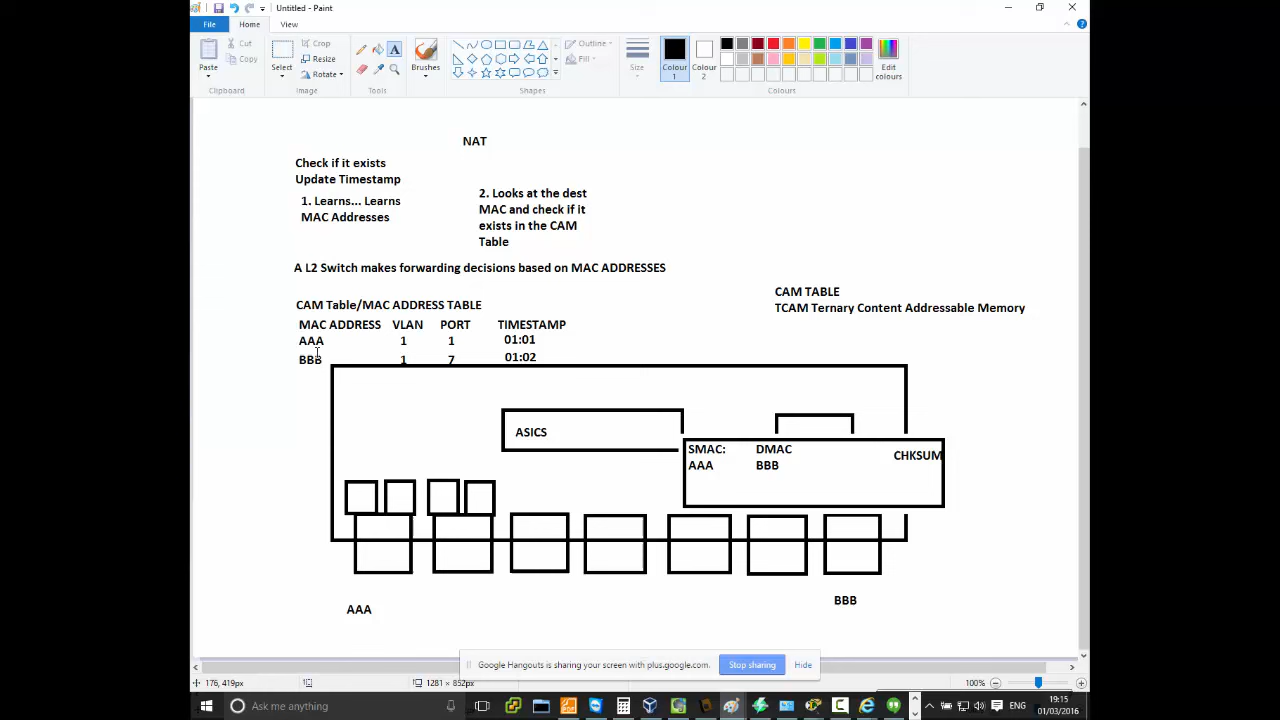 Untitled - Paint
File
Home
View
Paste
Cut
Copy
Clipboard
Select
Crop
Resize
Rotate
Image
Tools
Brushes
Shapes
Outline
Fill
Size
Colour
1
Colour
2
Edit
colours
Colours
NAT
Check if it exists
Update Timestamp
1. Learns... Learns
MAC Addresses
2. Looks at the dest
MAC and check if it
exists in the CAM
Table
A L2 Switch makes forwarding decisions based on MAC ADDRESSES
CAM TABLE
TCAM Ternary Content Addressable Memory
CAM Table/MAC ADDRESS TABLE
MAC ADDRESS VLAN PORT TIMESTAMP
AAA 1 1 01:01
BBB 1 7 01:02
ASICS
SMAC: DMAC
AAA BBB
CHKSUM
AAA
BBB
Google Hangouts is sharing your screen with plus.google.com.
Stop sharing
Hide
176, 419px
1281 × 852px
100%
Ask me anything
ENG
19:15
01/03/2016